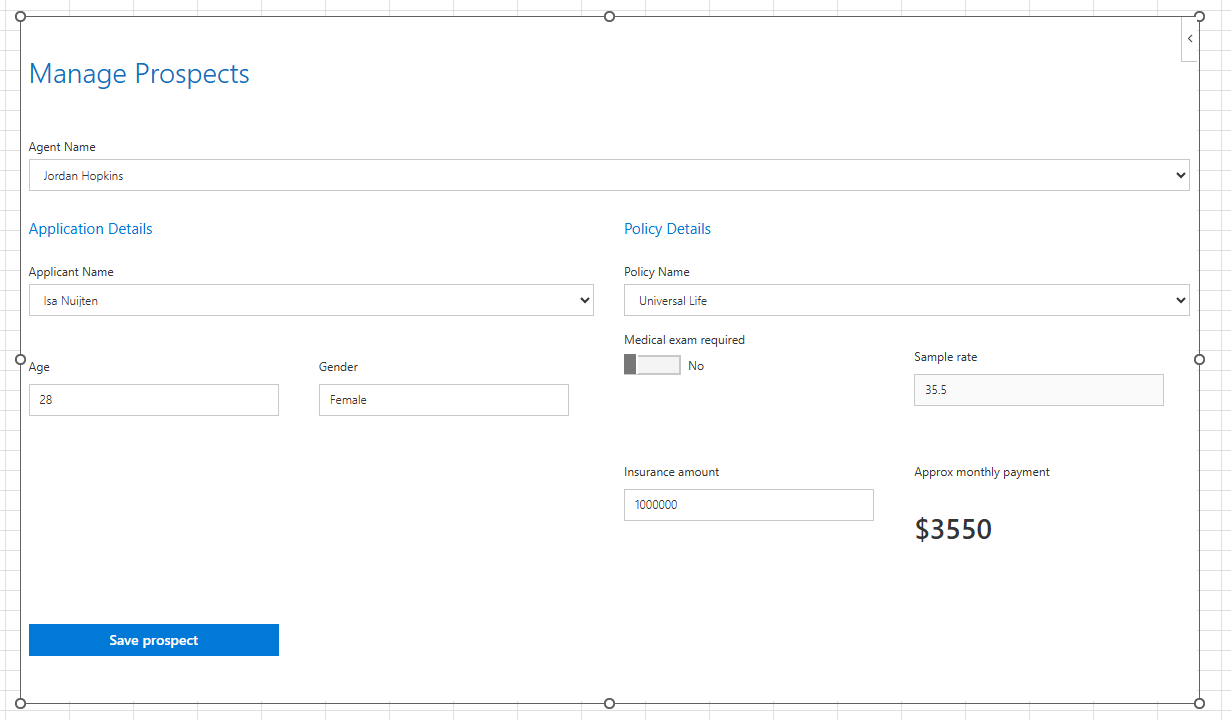 Manage Prospects
Agent Name
Jordan Hopkins
Application Details
Applicant Name
Isa Nuijten
Age
28
Gender
Female
Policy Details
Policy Name
Universal Life
Medical exam required
No
Sample rate
35.5
Insurance amount
1000000
Approx monthly payment
$3550
Save prospect